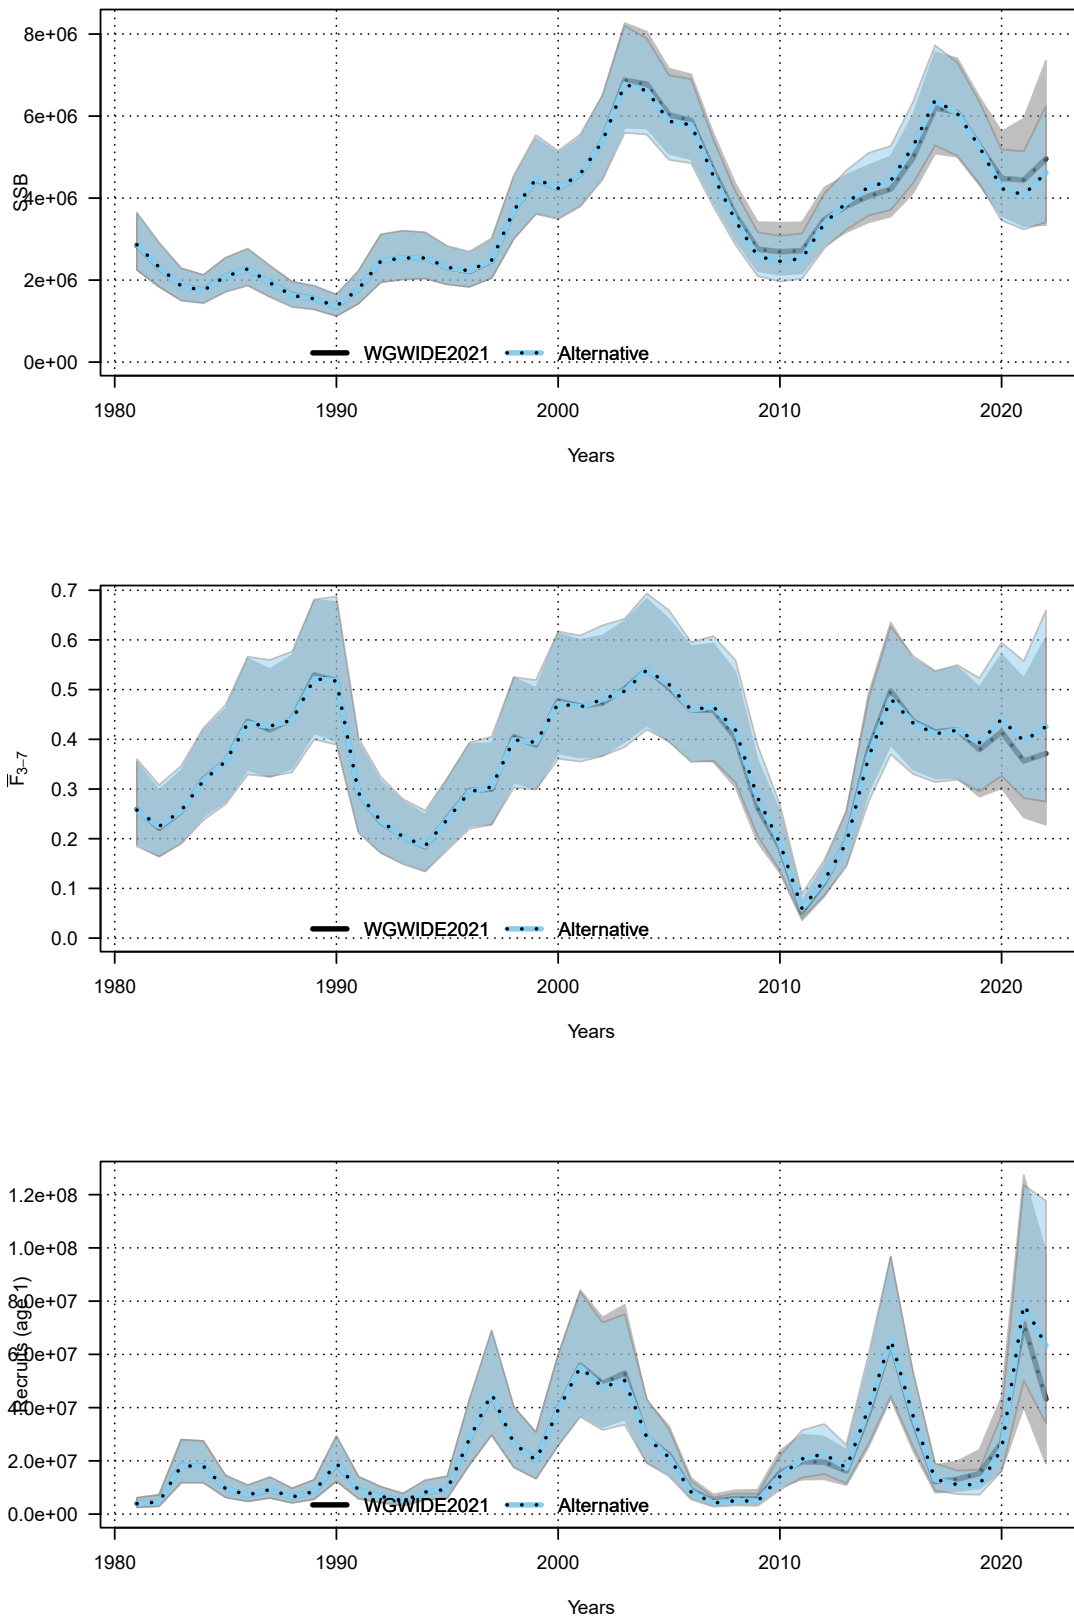 8e+06
6e+06
4e+06
2e+06
0e+00
SSB
WGWIDE2021 Alternative
1980 1990 2000 2010 2020
Years
0.7
0.6
0.5
0.4
0.3
0.2
0.1
0.0
F̅3–7
WGWIDE2021 Alternative
1980 1990 2000 2010 2020
Years
1.2e+08
1.0e+08
8.0e+07
6.0e+07
4.0e+07
2.0e+07
0.0e+00
Recruits (age 1)
WGWIDE2021 Alternative
1980 1990 2000 2010 2020
Years